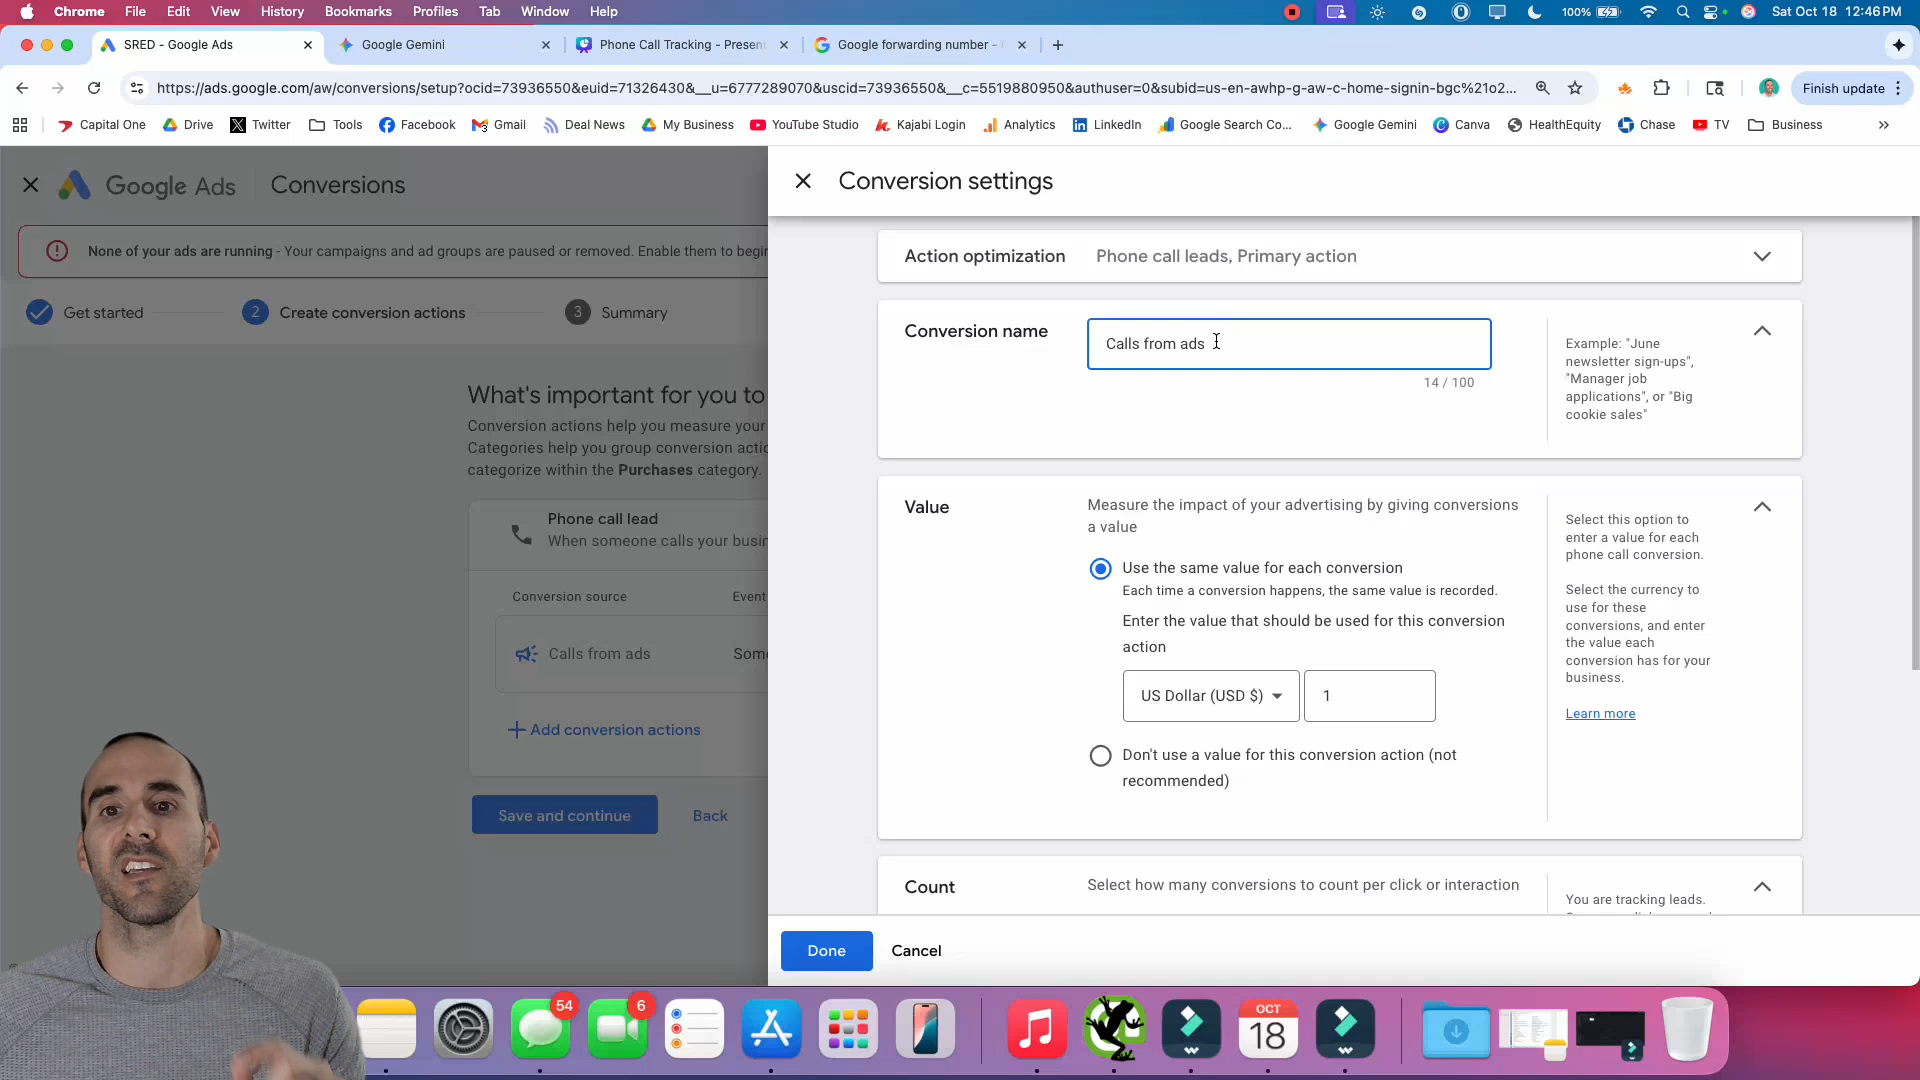 Chrome File Edit View History Bookmarks Profiles Tab Window Help 100% Sat Oct 18 12:46 PM
SRED - Google Ads Google Gemini Phone Call Tracking - Presen Google forwarding number -
https://ads.google.com/aw/conversions/setup?ocid=73936550&euid=71326430&__u=6777289070&uscid=73936550&__c=5519880950&authuser=0&subid=us-en-awhp-g-aw-c-home-signin-bgc%21o2... Finish update
Capital One Drive Twitter Tools Facebook Gmail Deal News My Business YouTube Studio Kajabi Login Analytics LinkedIn Google Search Co... Google Gemini Canva HealthEquity Chase TV Business
Google Ads Conversions
None of your ads are running - Your campaigns and ad groups are paused or removed. Enable them to begin
Get started 2 Create conversion actions 3 Summary
What's important for you to
Conversion actions help you measure your
Categories help you group conversion actio
categorize within the Purchases category.
Phone call lead
When someone calls your busin
Conversion source Event
Calls from ads Some
Add conversion actions
Save and continue Back
Conversion settings
Action optimization Phone call leads, Primary action
Conversion name
Calls from ads
14 / 100
Example: "June
newsletter sign-ups",
"Manager job
applications", or "Big
cookie sales"
Value
Measure the impact of your advertising by giving conversions
a value
Use the same value for each conversion
Each time a conversion happens, the same value is recorded.
Enter the value that should be used for this conversion
action
US Dollar (USD $) 1
Don't use a value for this conversion action (not
recommended)
Select this option to
enter a value for each
phone call conversion.
Select the currency to
use for these
conversions, and enter
the value each
conversion has for your
business.
Learn more
Count
Select how many conversions to count per click or interaction
You are tracking leads.
Done Cancel
54 6
OCT
18